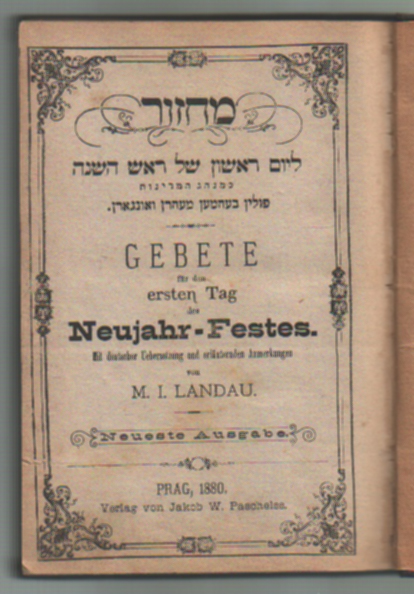 מחזור
ליום ראשון של ראש השנה
כמנהג המדינות
פולין בעהמען מעהרן ואונגארן.
GEBETE
für den
ersten Tag
des
Neujahr-Festes.
Mit deutscher Uebersetzung und erläuternden Anmerkungen
von
M. I. LANDAU.
Neueste Ausgabe.
PRAG, 1880.
Verlag von Jakob W. Pascheles.